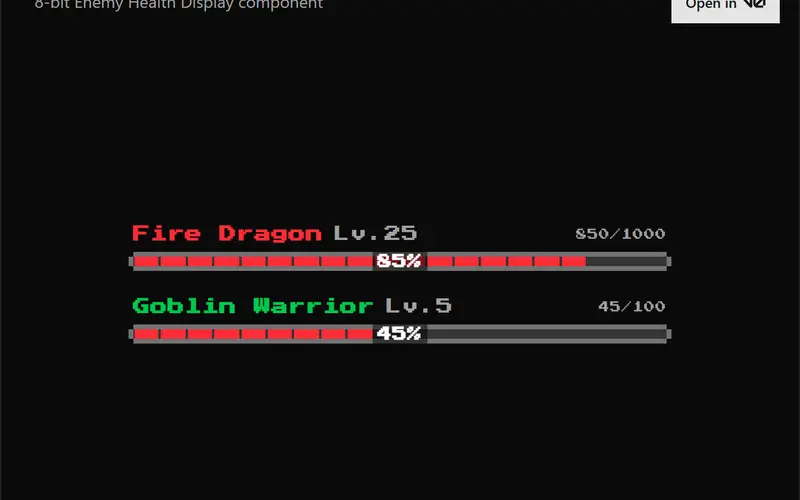 8-bit Enemy Health Display component
Open in v0
Fire Dragon Lv.25 850/1000
85%
Goblin Warrior Lv.5 45/100
45%